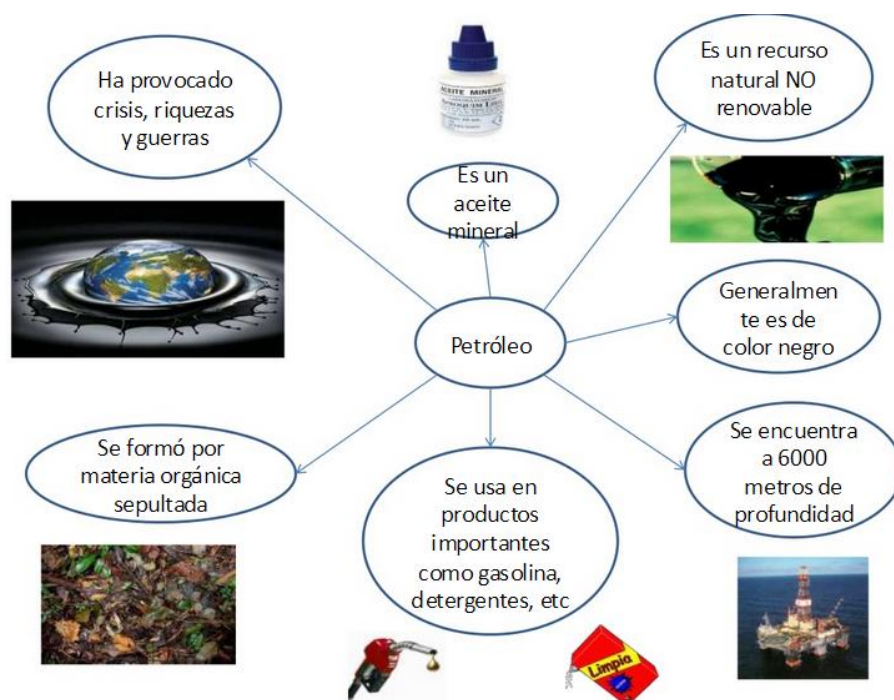 Ha provocado
crisis, riquezas
y guerras
ACEITE MINERAL
Es un recurso
natural NO
renovable
Es un
aceite
mineral
Generalmen
te es de
color negro
Petróleo
Se formó por
materia orgánica
sepultada
Se usa en
productos
importantes
como gasolina,
detergentes, etc
Se encuentra
a 6000
metros de
profundidad
Limpia